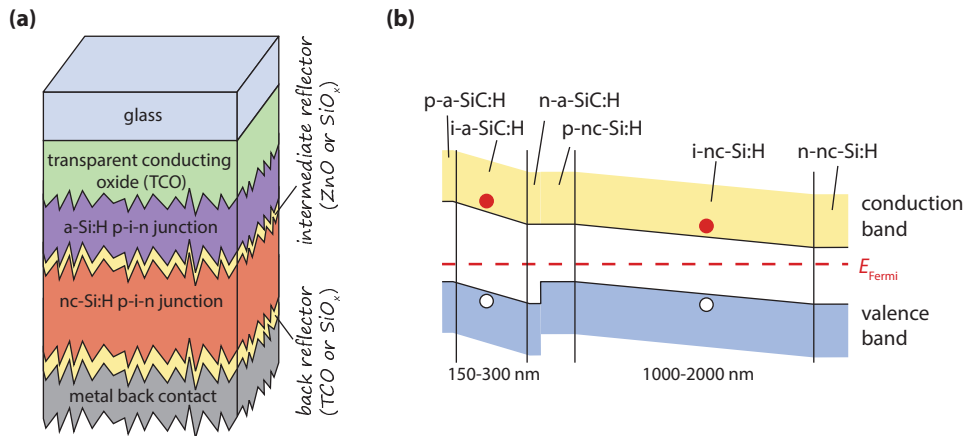 (a)
glass
transparent conducting
oxide (TCO)
a-Si:H p-i-n junction
nc-Si:H p-i-n junction
metal back contact
intermediate reflector
(ZnO or SiOₓ)
back reflector
(TCO or SiOₓ)
(b)
p-a-SiC:H
n-a-SiC:H
i-a-SiC:H
p-nc-Si:H
i-nc-Si:H
n-nc-Si:H
conduction
band
E_Fermi
valence
band
150-300 nm
1000-2000 nm